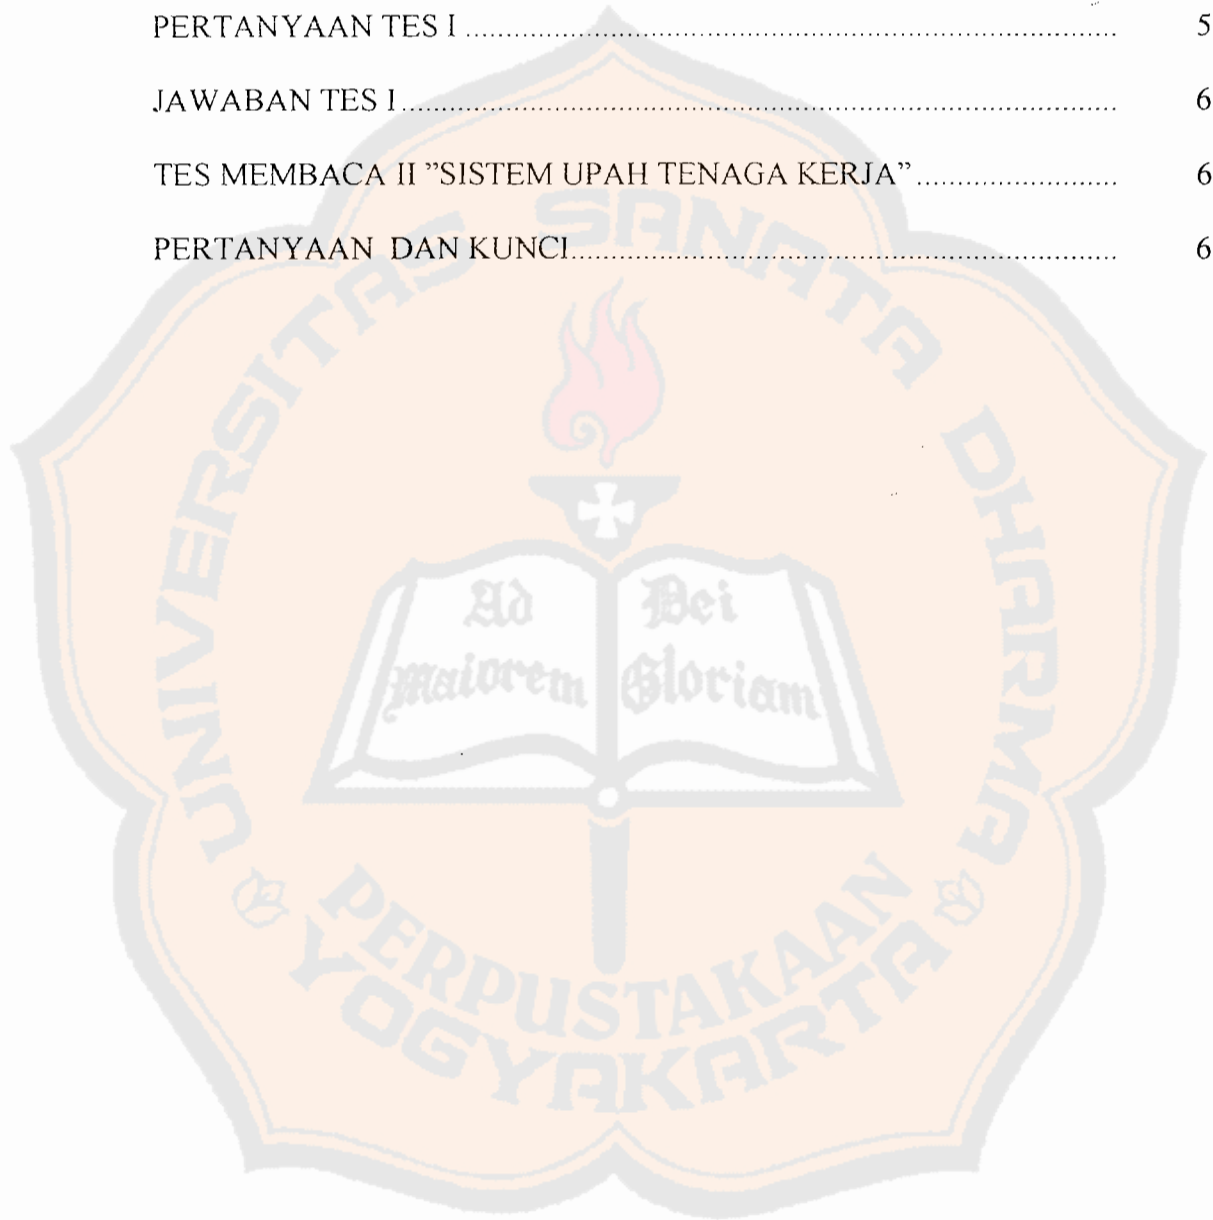 PERTANYAAN TES I ........................................................ 5
JAWABAN TES I ........................................................ 6
TES MEMBACA II ”SISTEM UPAH TENAGA KERJA” ........................ 6
PERTANYAAN DAN KUNCI ........................................................ 6
UNIVERSITAS SANATA DHARMA
Ad Dei
Maiorem Gloriam
PERPUSTAKAAN
YOGYAKARTA